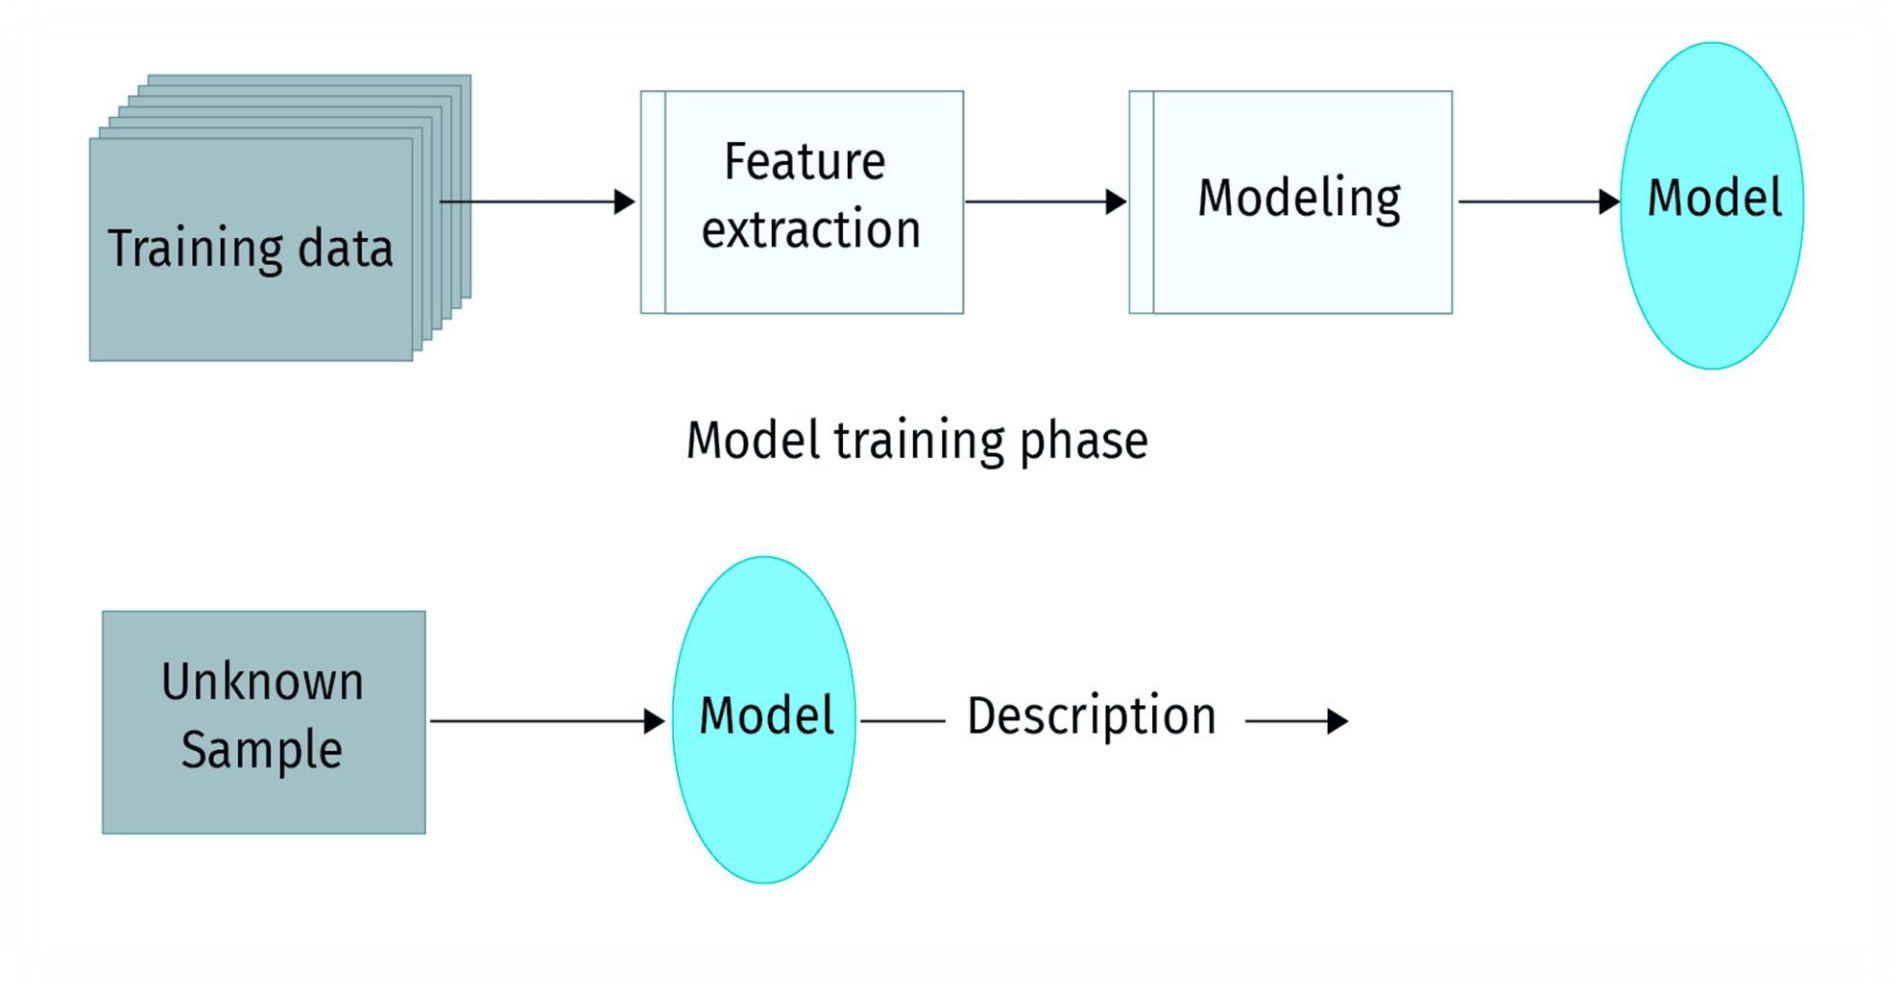 Training data
Feature
extraction
Modeling
Model
Model training phase
Unknown
Sample
Model
Description